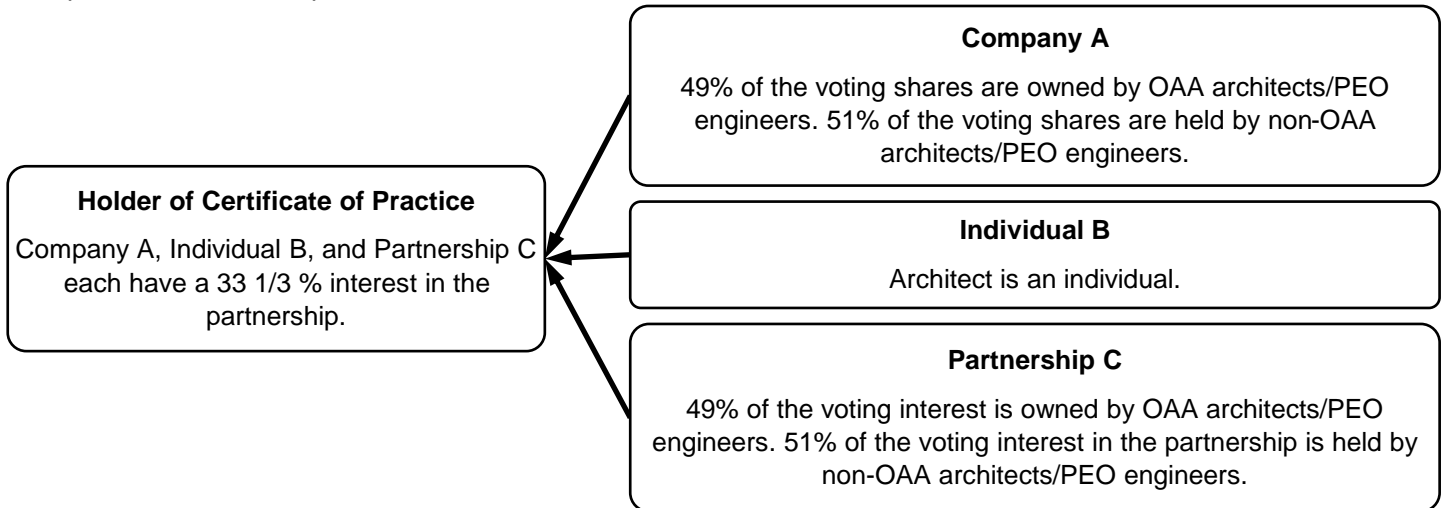 Holder of Certificate of Practice
Company A, Individual B, and Partnership C
each have a 33 1/3 % interest in the
partnership.
Company A
49% of the voting shares are owned by OAA architects/PEO
engineers. 51% of the voting shares are held by non-OAA
architects/PEO engineers.
Individual B
Architect is an individual.
Partnership C
49% of the voting interest is owned by OAA architects/PEO
engineers. 51% of the voting interest in the partnership is held by
non-OAA architects/PEO engineers.